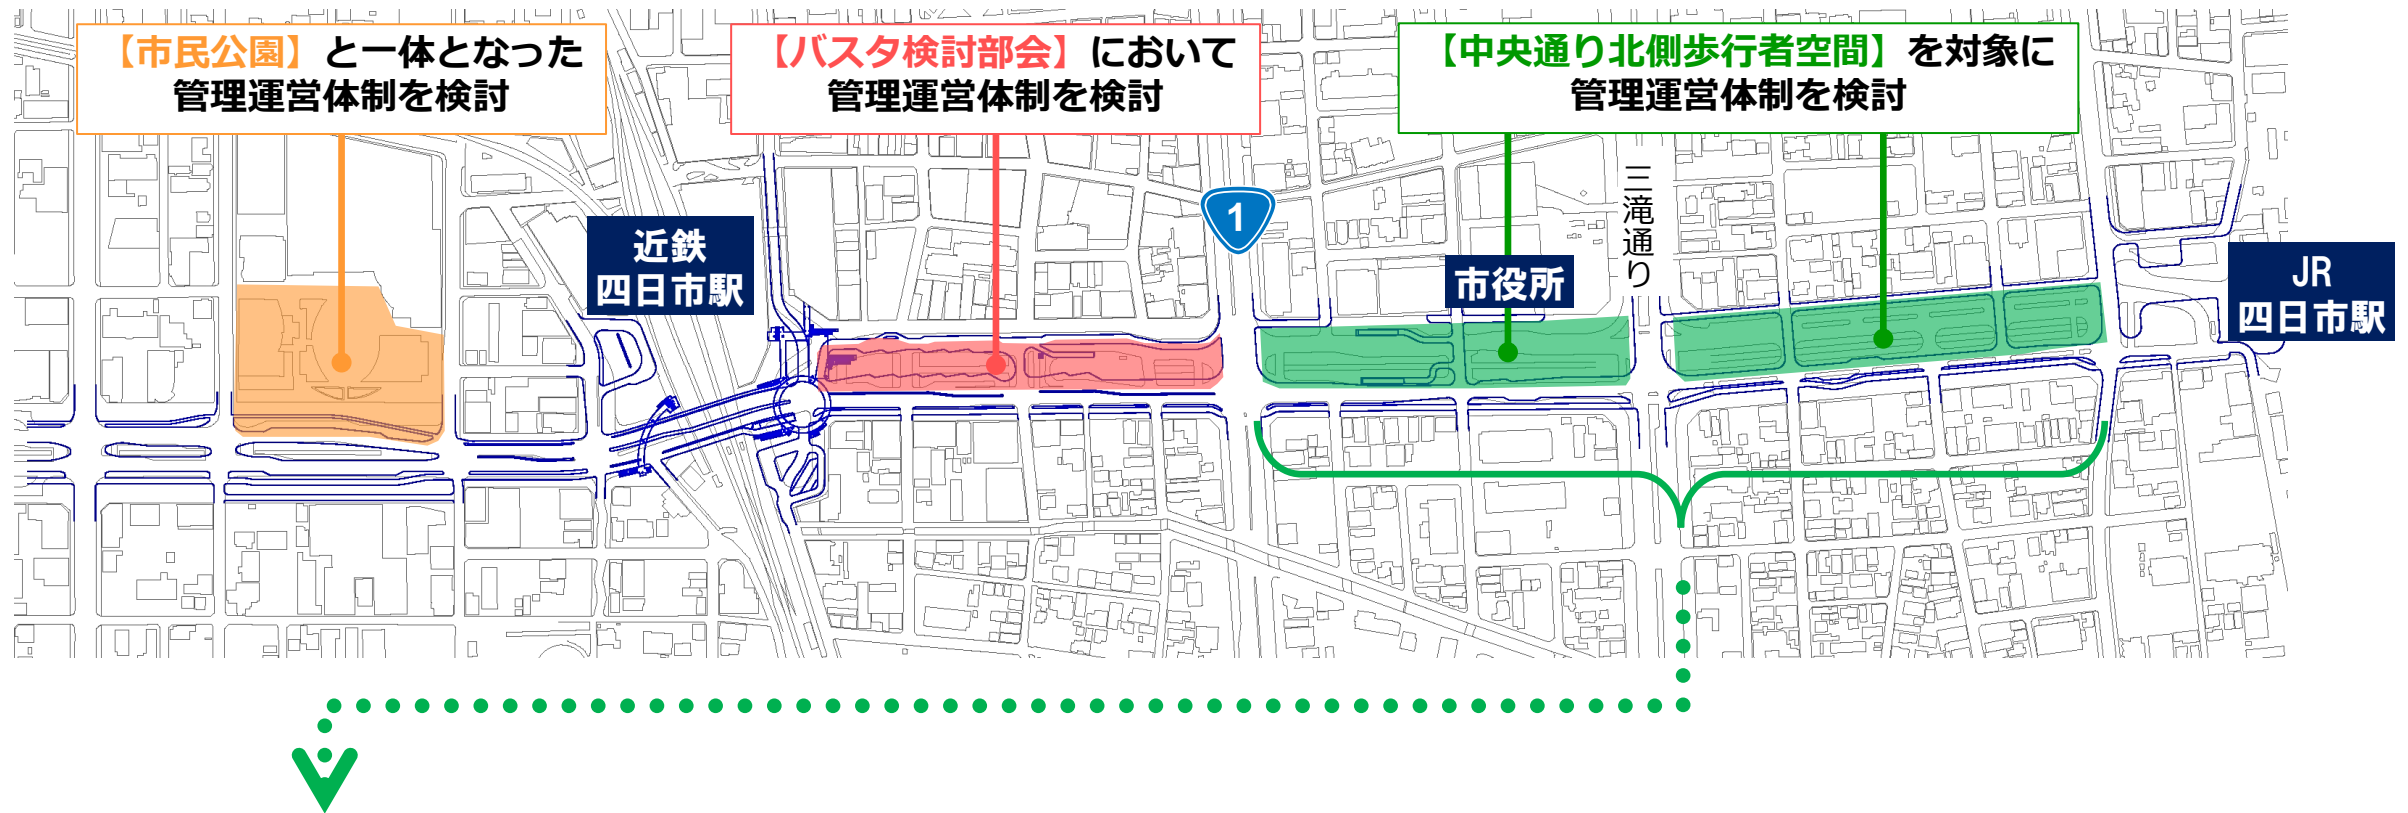 【市民公園】と一体となった
管理運営体制を検討
【バスタ検討部会】において
管理運営体制を検討
【中央通り北側歩行者空間】を対象に
管理運営体制を検討
三滝通り
1
近鉄
四日市駅
市役所
JR
四日市駅